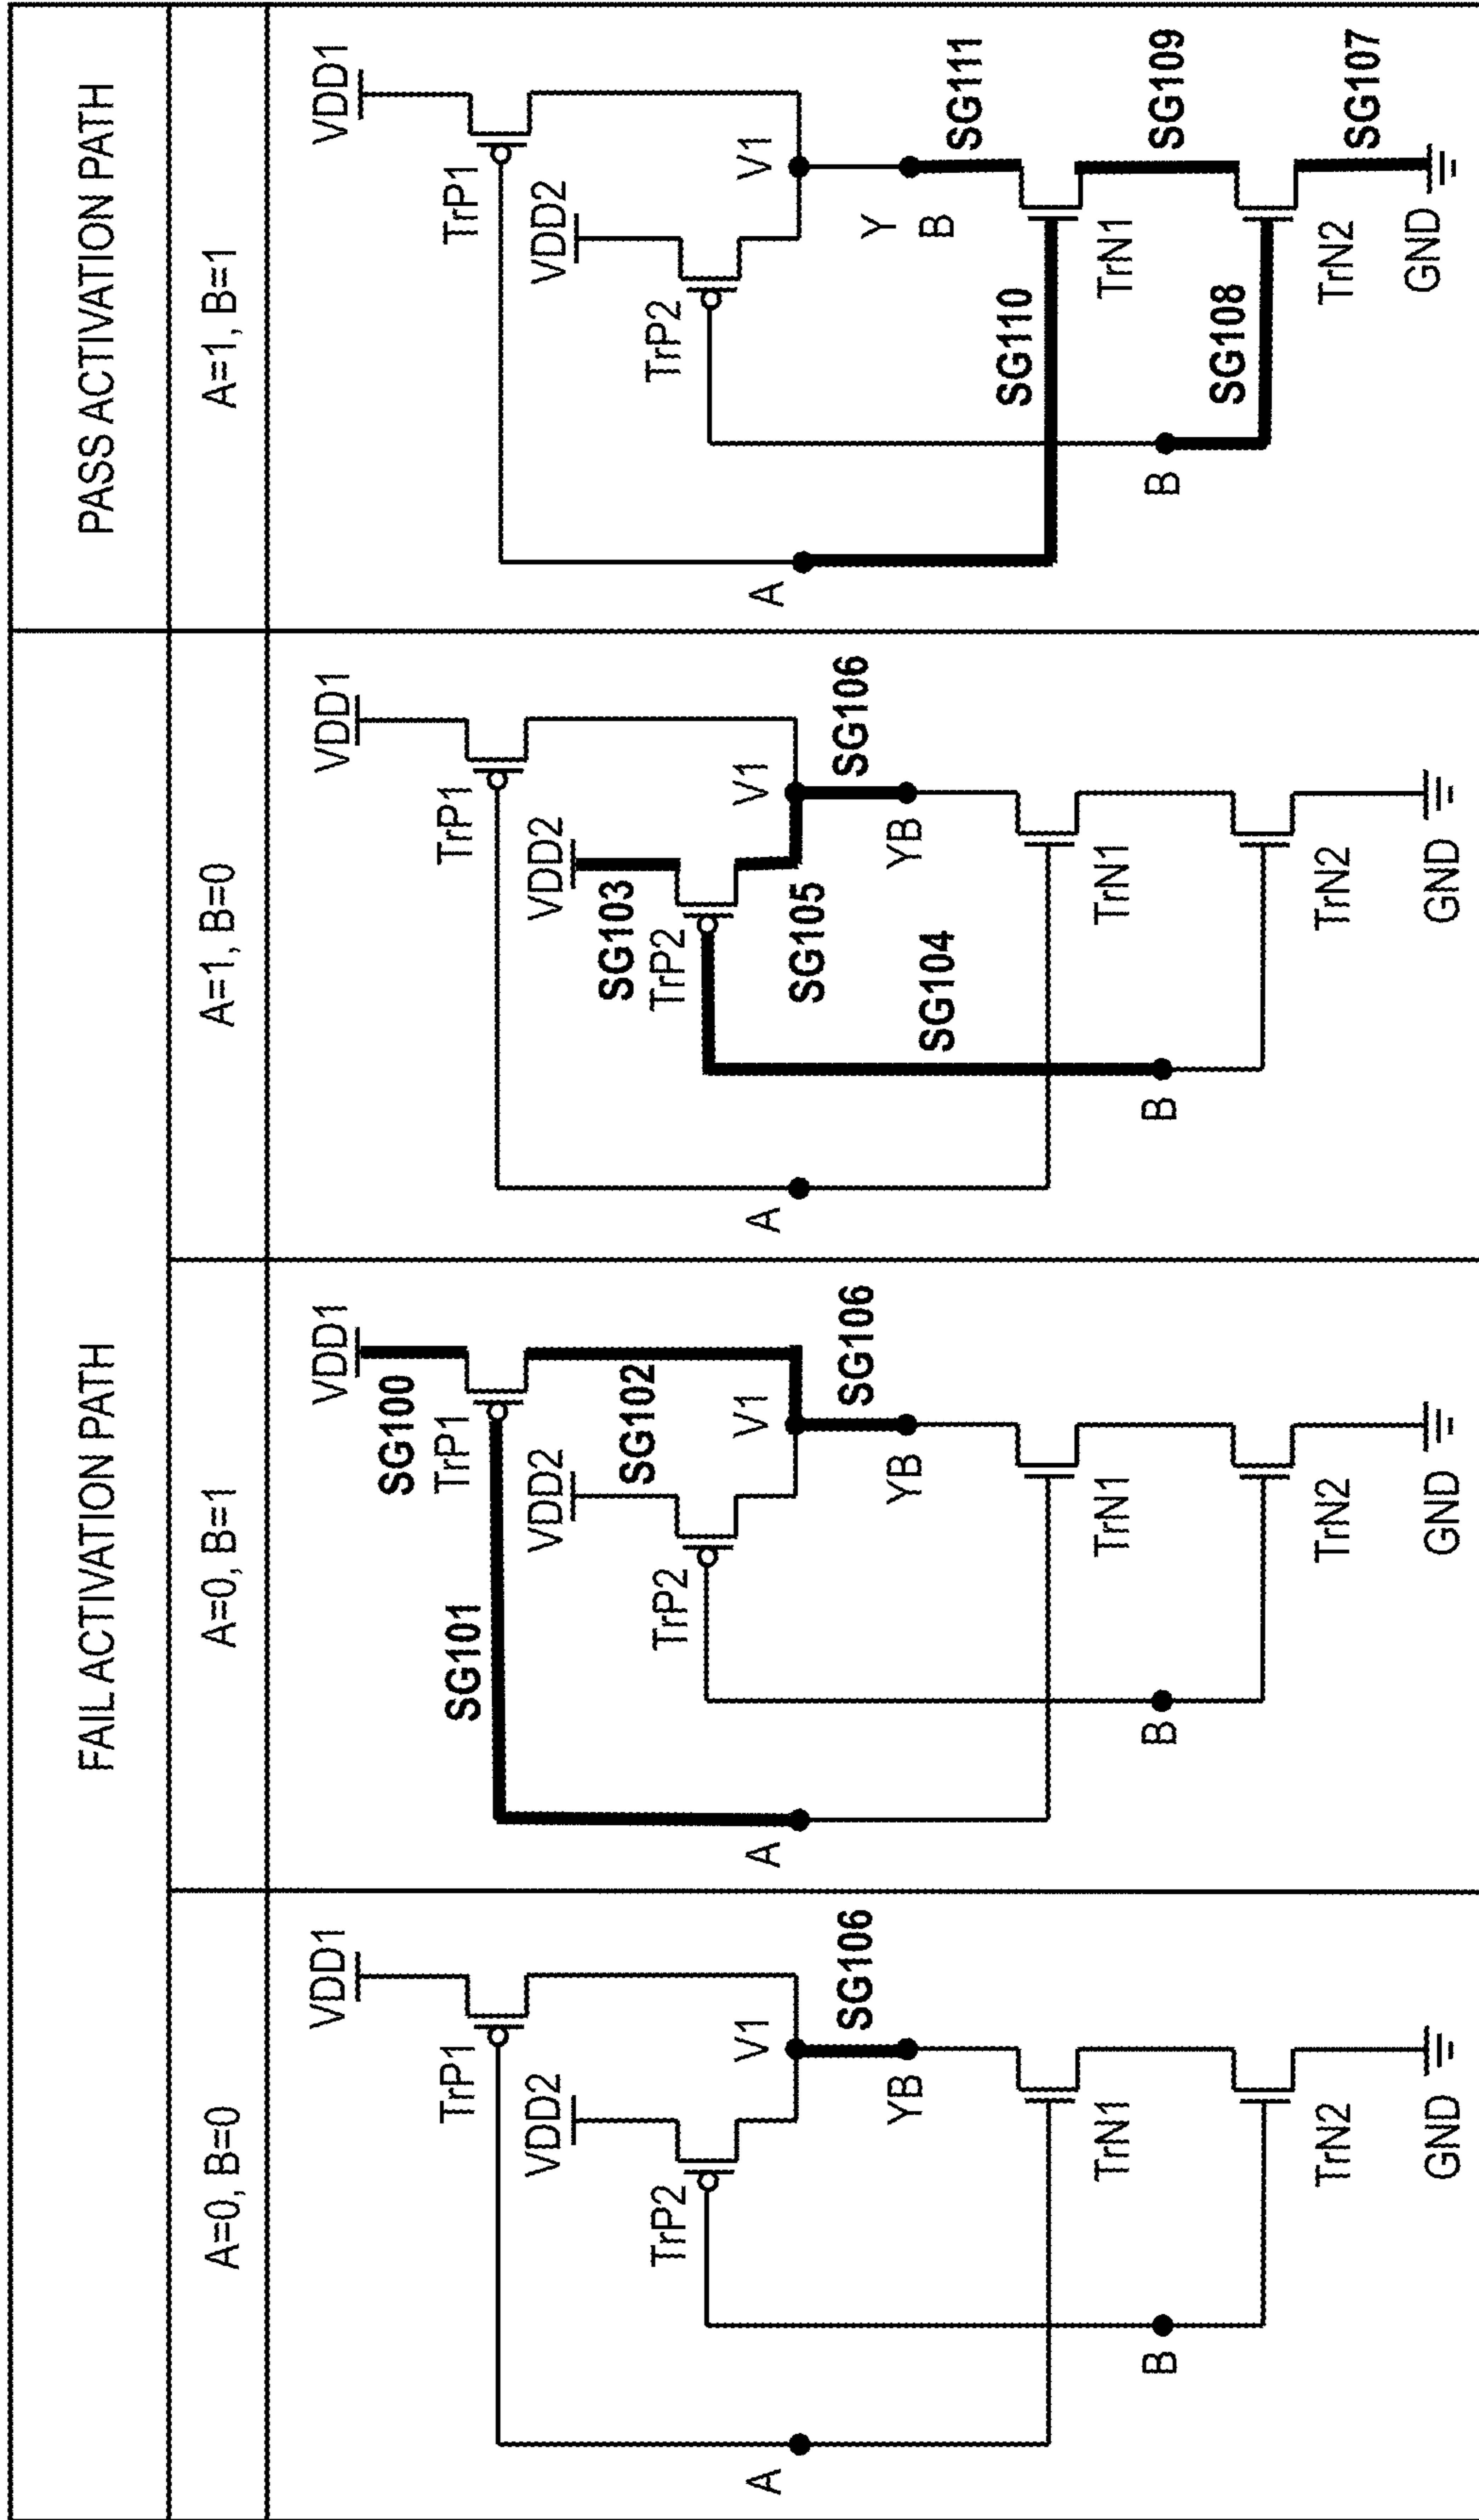 FAIL ACTIVATION PATH
PASS ACTIVATION PATH
A=0, B=0
A=0, B=1
A=1, B=0
A=1, B=1
VDD1
TrP1
VDD2
TrP2
V1
SG106
YB
A
TrN1
B
TrN2
GND
VDD1
SG100
TrP1
SG101
VDD2
SG102
TrP2
V1
SG106
YB
A
TrN1
B
TrN2
GND
VDD1
TrP1
VDD2
SG103
TrP2
V1
SG105
SG106
YB
SG104
A
TrN1
B
TrN2
GND
VDD1
TrP1
VDD2
TrP2
V1
Y
B
SG111
A
SG110
TrN1
SG109
B
SG108
TrN2
SG107
GND